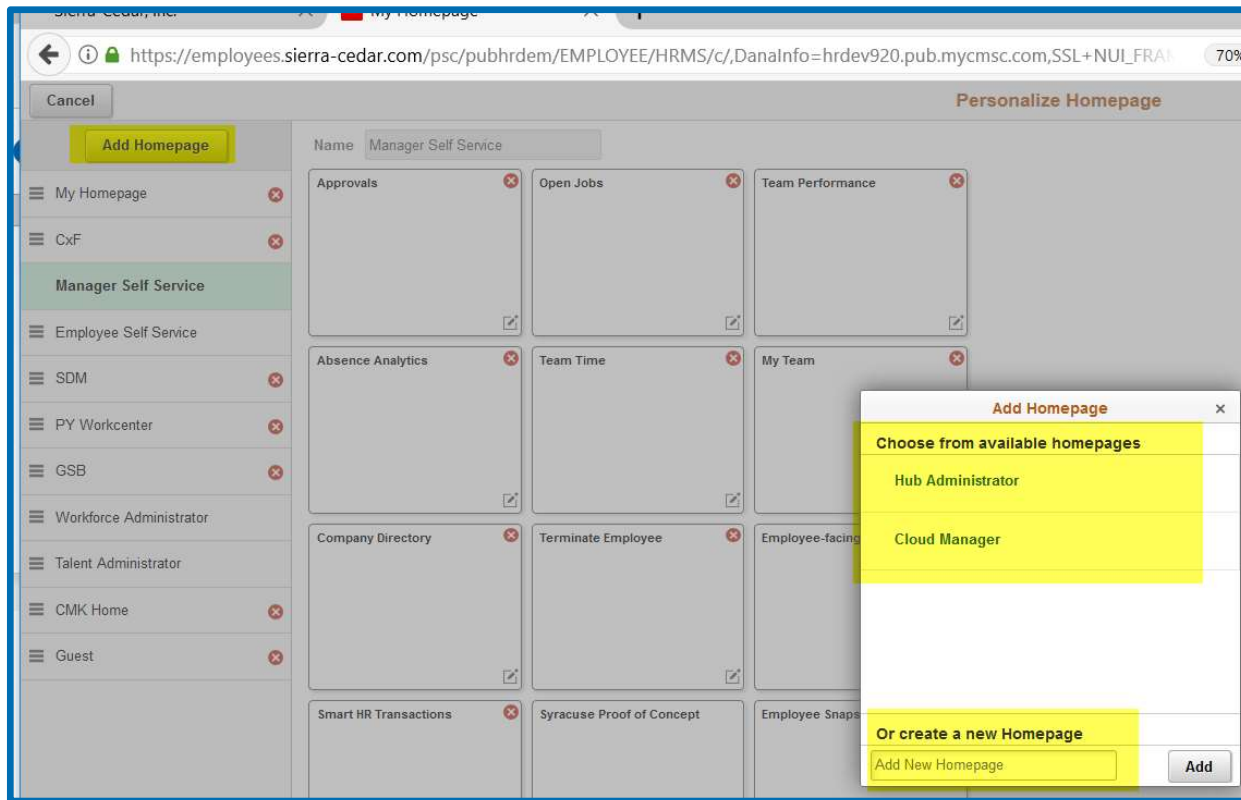 My Homepage
https://employees.sierra-cedar.com/psc/pubhrdem/EMPLOYEE/HRMS/c/,DanaInfo=hrdev920.pub.mycmsc.com,SSL+NUI_FRA 70%
Cancel
Personalize Homepage
Add Homepage
Name Manager Self Service
My Homepage
CxF
Manager Self Service
Employee Self Service
SDM
PY Workcenter
GSB
Workforce Administrator
Talent Administrator
CMK Home
Guest
Approvals
Open Jobs
Team Performance
Absence Analytics
Team Time
My Team
Company Directory
Terminate Employee
Employee-facing
Smart HR Transactions
Syracuse Proof of Concept
Employee Snaps
Add Homepage
Choose from available homepages
Hub Administrator
Cloud Manager
Or create a new Homepage
Add New Homepage
Add